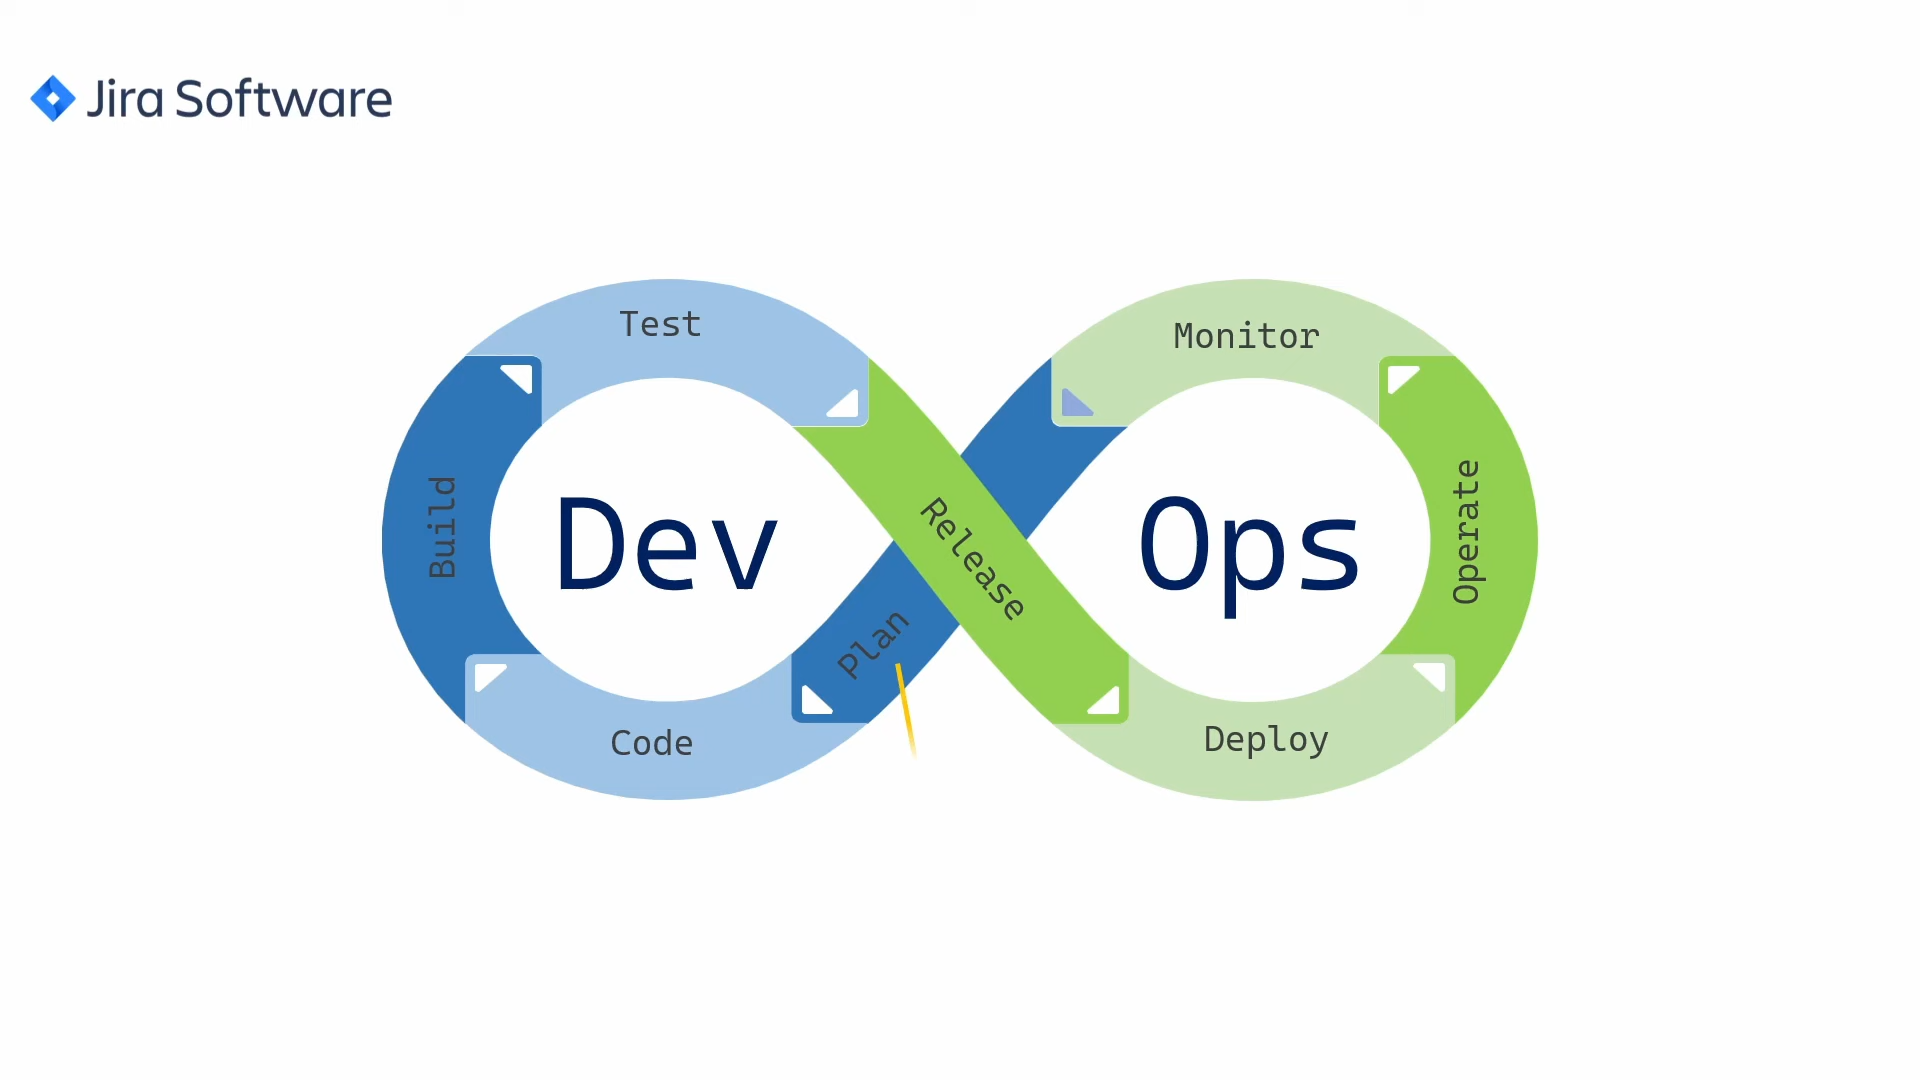 Jira Software
Test
Monitor
Build
Dev
Release
Ops
Operate
Plan
Code
Deploy